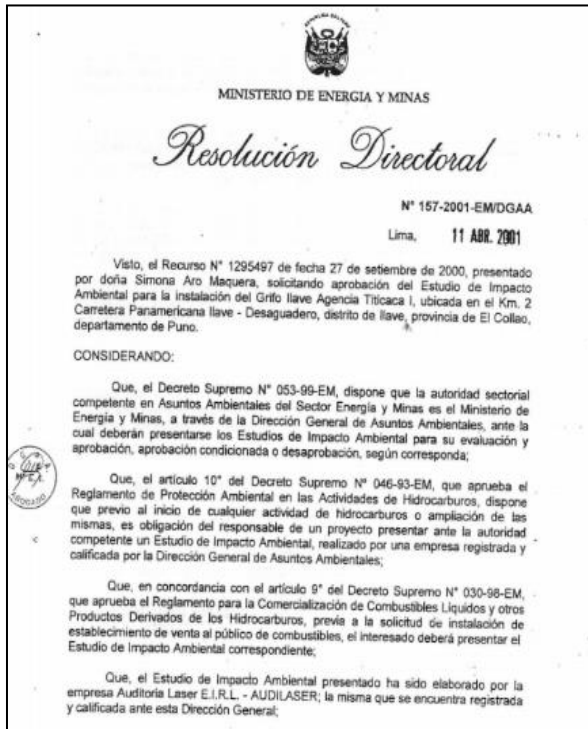 MINISTERIO DE ENERGIA Y MINAS
Resolución Directoral
N° 157-2001-EM/DGAA
Lima, 11 ABR. 2001
Visto, el Recurso N° 1295497 de fecha 27 de setiembre de 2000, presentado
por doña Simona Aro Maquera, solicitando aprobación del Estudio de Impacto
Ambiental para la instalación del Grifo Ilave Agencia Titicaca I, ubicada en el Km. 2
Carretera Panamericana Ilave - Desaguadero, distrito de Ilave, provincia de El Collao,
departamento de Puno.
CONSIDERANDO:
Que, el Decreto Supremo N° 053-99-EM, dispone que la autoridad sectorial
competente en Asuntos Ambientales del Sector Energía y Minas es el Ministerio de
Energía y Minas, a través de la Dirección General de Asuntos Ambientales, ante la
cual deberán presentarse los Estudios de Impacto Ambiental para su evaluación y
aprobación, aprobación condicionada o desaprobación, según corresponda;
Que, el artículo 10° del Decreto Supremo N° 046-93-EM, que aprueba el
Reglamento de Protección Ambiental en las Actividades de Hidrocarburos, dispone
que previo al inicio de cualquier actividad de hidrocarburos o ampliación de las
mismas, es obligación del responsable de un proyecto presentar ante la autoridad
competente un Estudio de Impacto Ambiental, realizado por una empresa registrada y
calificada por la Dirección General de Asuntos Ambientales;
Que, en concordancia con el artículo 9° del Decreto Supremo N° 030-98-EM,
que aprueba el Reglamento para la Comercialización de Combustibles Líquidos y otros
Productos Derivados de los Hidrocarburos, previa a la solicitud de instalación de
establecimiento de venta al público de combustibles, el interesado deberá presentar el
Estudio de Impacto Ambiental correspondiente;
Que, el Estudio de Impacto Ambiental presentado ha sido elaborado por la
empresa Auditoria Laser E.I.R.L. - AUDILASER; la misma que se encuentra registrada
y calificada ante esta Dirección General;
ABOGADO